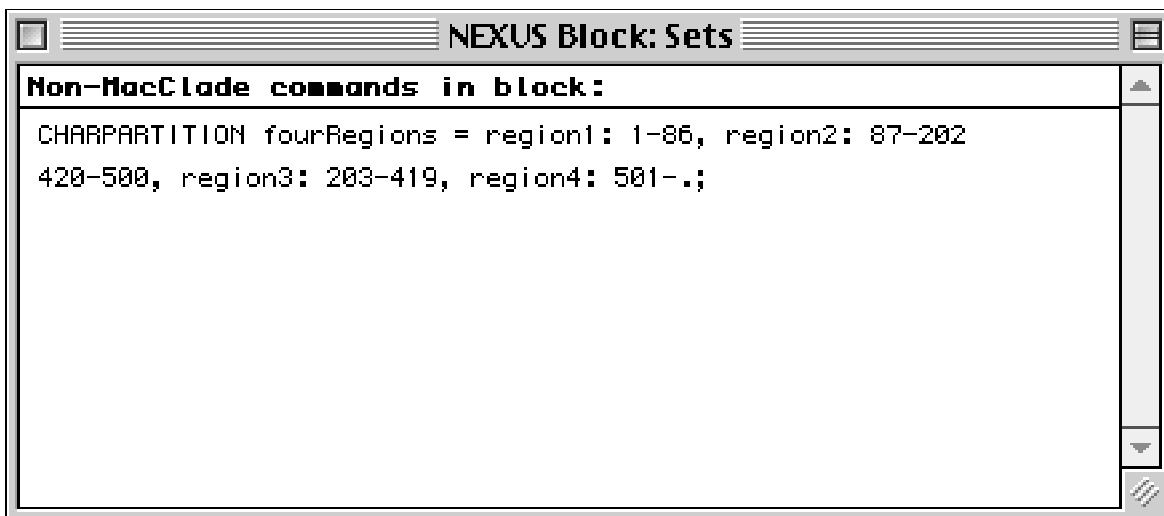 NEXUS Block: Sets
Non-MacClade commands in block:
CHARPARTITION fourRegions = region1: 1-86, region2: 87-202
420-500, region3: 203-419, region4: 501-.;